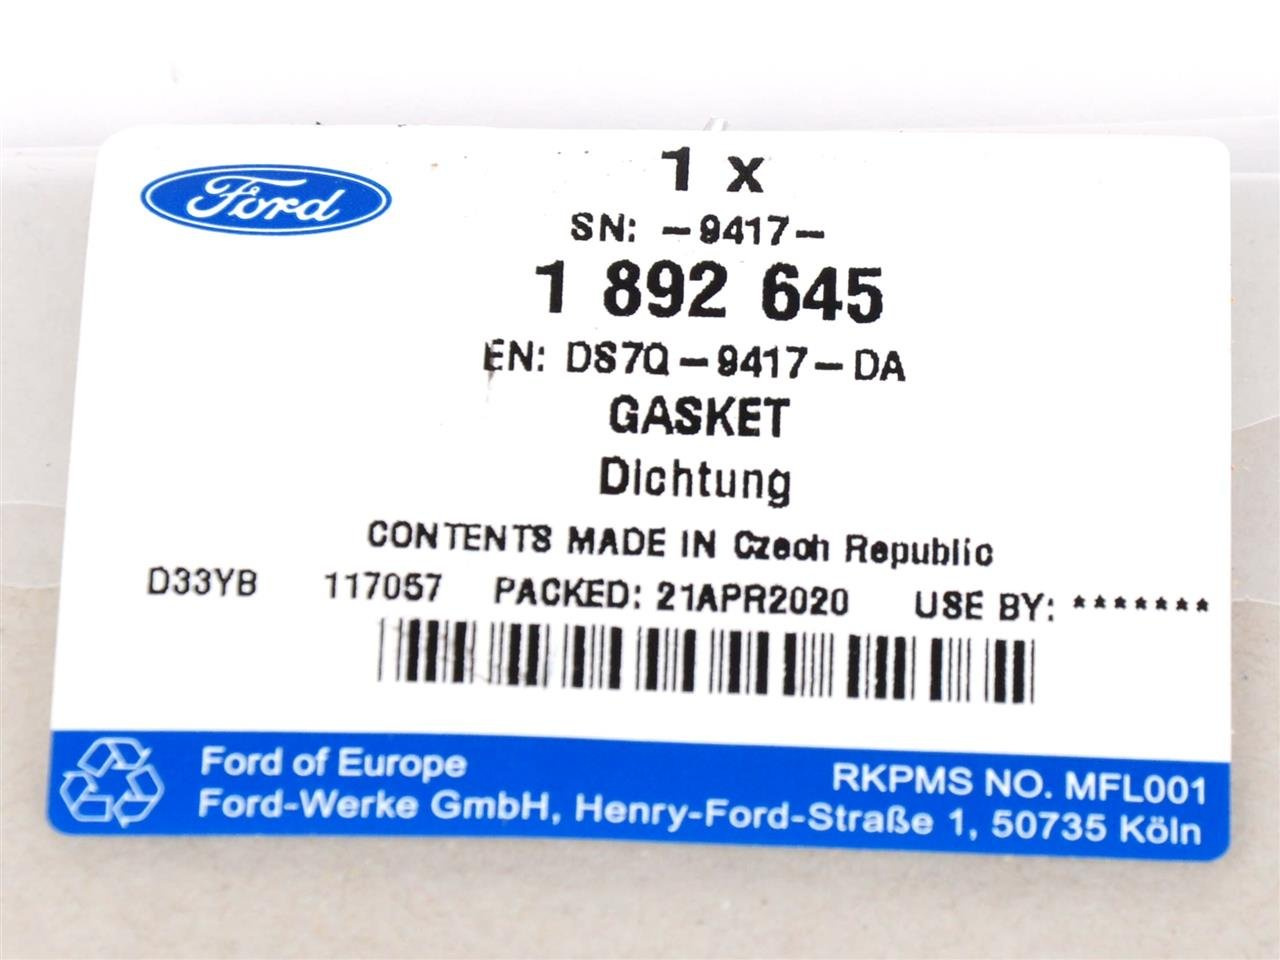 Ford
1 x
SN: -9417-
1 892 645
EN: DS7Q-9417-DA
GASKET
Dichtung
CONTENTS MADE IN Czech Republic
D33YB 117057 PACKED: 21APR2020 USE BY: *******
Ford of Europe
RKPMS NO. MFL001
Ford-Werke GmbH, Henry-Ford-Straße 1, 50735 Köln